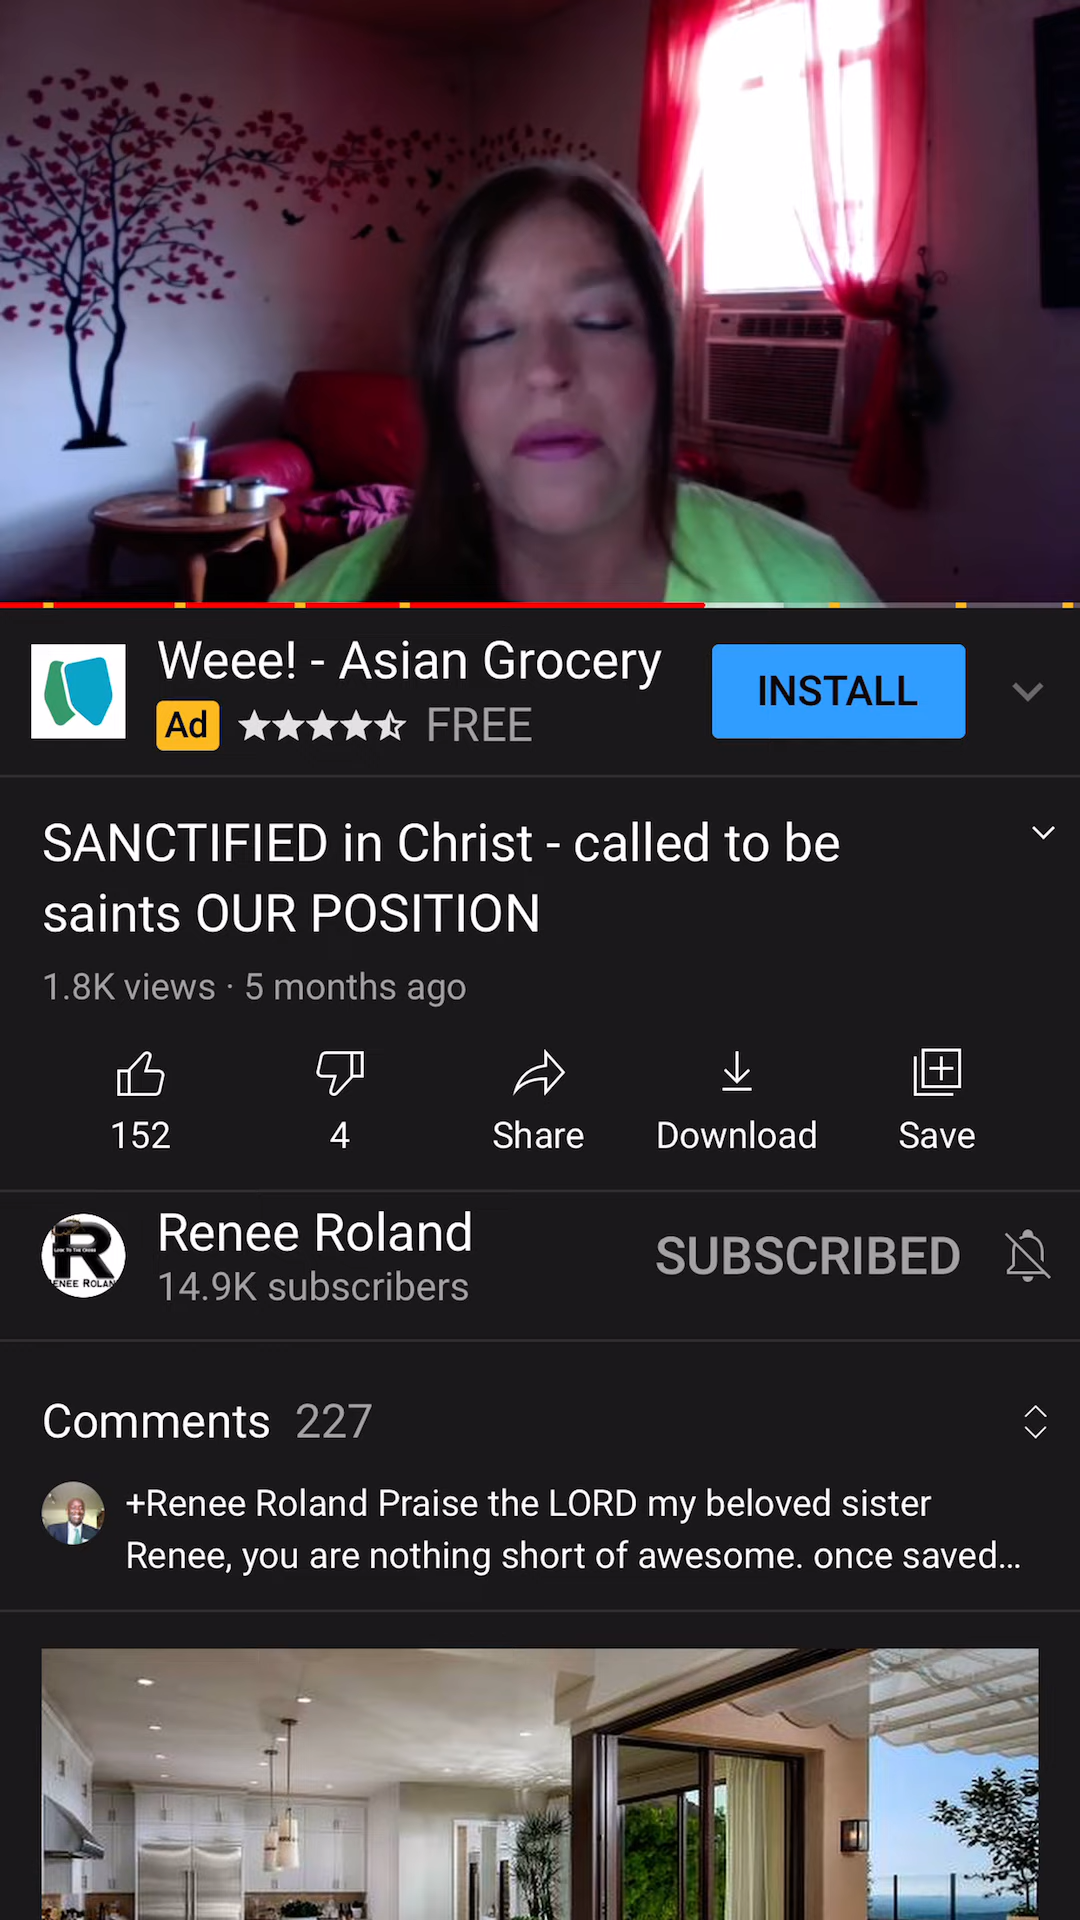 Weee! - Asian Grocery
Ad FREE
INSTALL
SANCTIFIED in Christ - called to be
saints OUR POSITION
1.8K views · 5 months ago
152
4
Share
Download
Save
Renee Roland
14.9K subscribers
SUBSCRIBED
R
ENEE ROLAN
Comments 227
+Renee Roland Praise the LORD my beloved sister
Renee, you are nothing short of awesome. once saved...